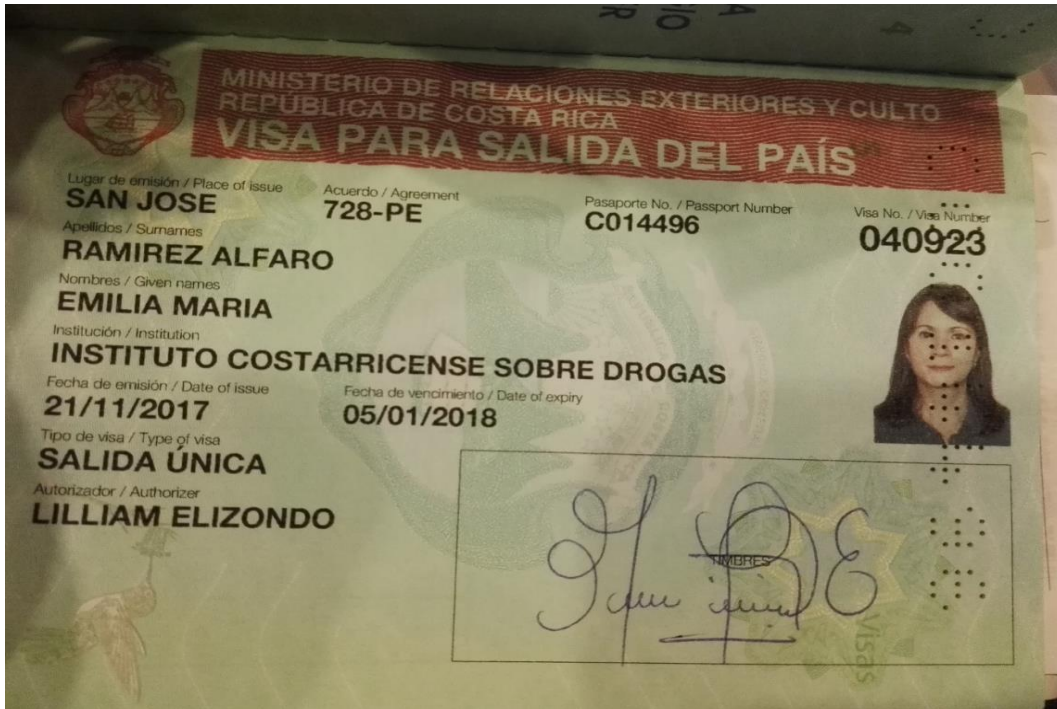 MINISTERIO DE RELACIONES EXTERIORES Y CULTO
REPÚBLICA DE COSTA RICA
VISA PARA SALIDA DEL PAÍS
Lugar de emisión / Place of issue
SAN JOSE
Acuerdo / Agreement
728-PE
Pasaporte No. / Passport Number
C014496
Visa No. / Visa Number
040923
Apellidos / Surnames
RAMIREZ ALFARO
Nombres / Given names
EMILIA MARIA
Institución / Institution
INSTITUTO COSTARRICENSE SOBRE DROGAS
Fecha de emisión / Date of issue
21/11/2017
Fecha de vencimiento / Date of expiry
05/01/2018
Tipo de visa / Type of visa
SALIDA ÚNICA
Autorizador / Authorizer
LILLIAM ELIZONDO
TIMBRES
Visas